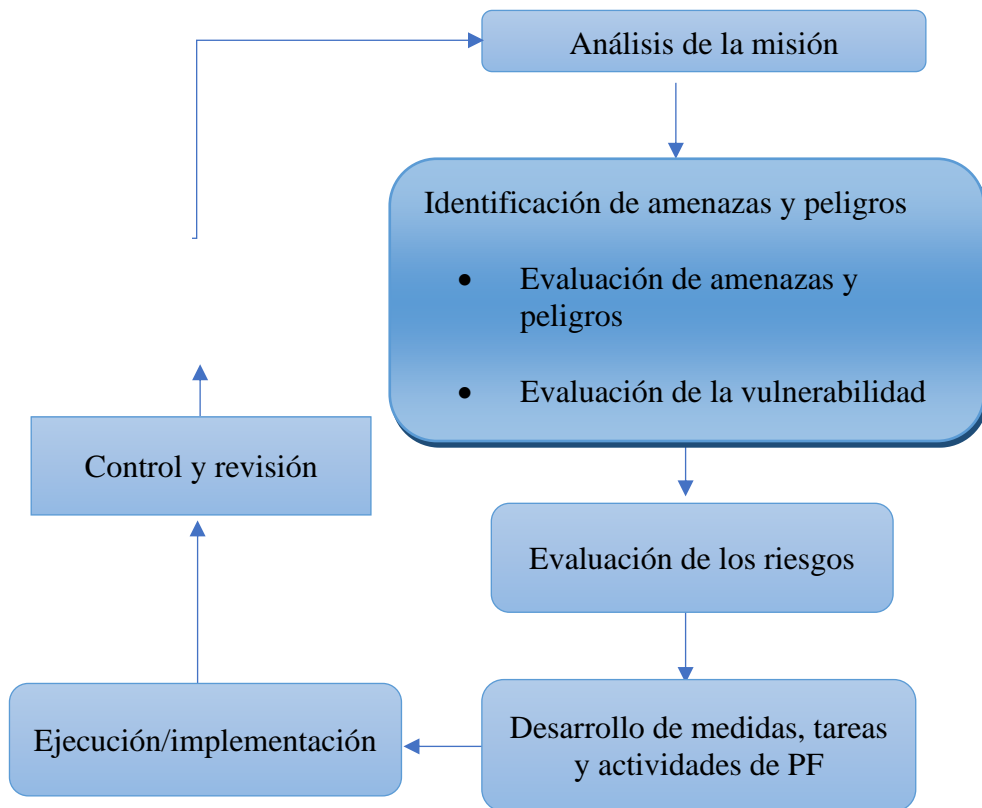 Análisis de la misión
Identificación de amenazas y peligros
• Evaluación de amenazas y
peligros
• Evaluación de la vulnerabilidad
Control y revisión
Evaluación de los riesgos
Ejecución/implementación
Desarrollo de medidas, tareas
y actividades de PF